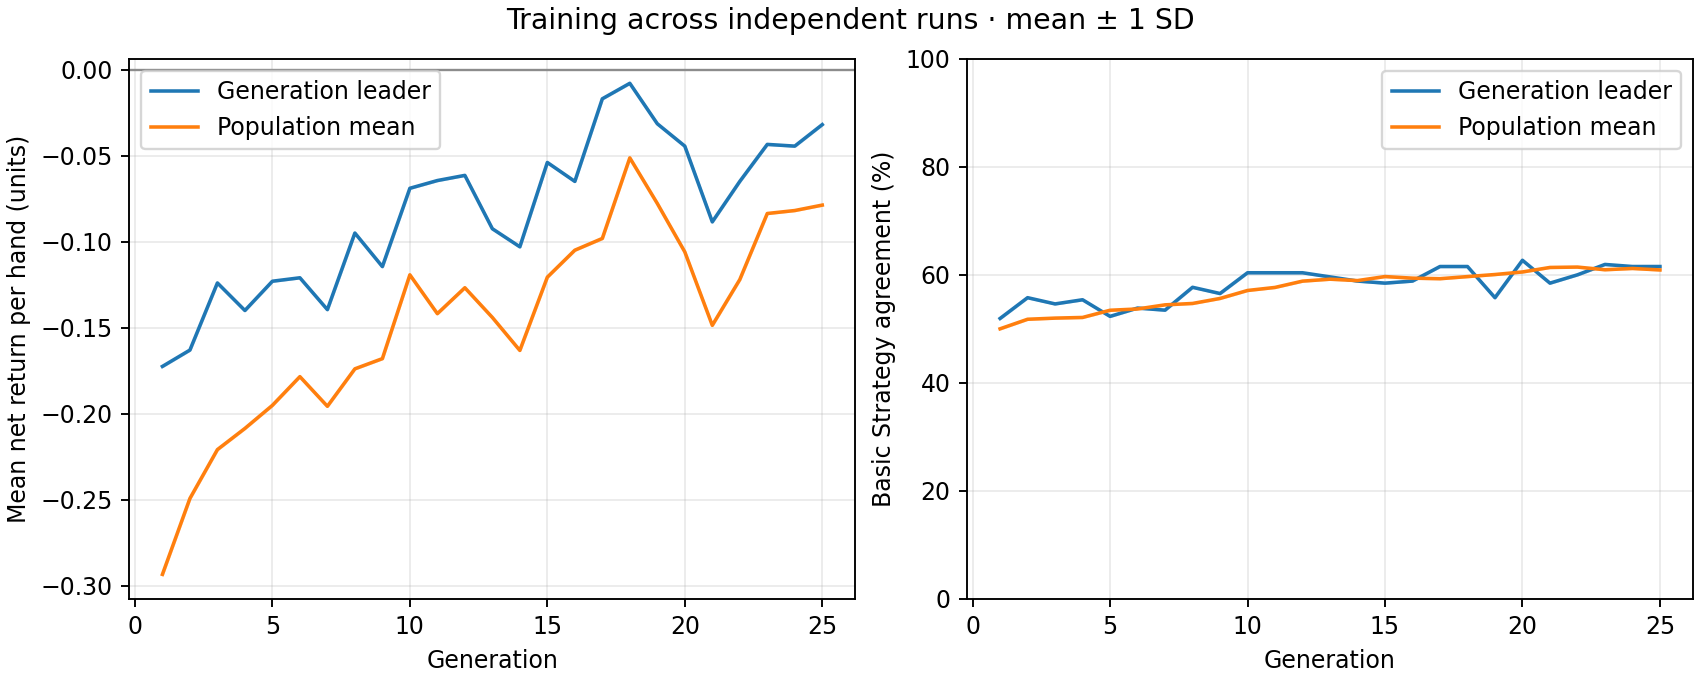 Training across independent runs · mean ± 1 SD
Mean net return per hand (units)
0.00
−0.05
−0.10
−0.15
−0.20
−0.25
−0.30
Generation leader
Population mean
0 5 10 15 20 25
Generation
Basic Strategy agreement (%)
100
80
60
40
20
0
Generation leader
Population mean
0 5 10 15 20 25
Generation